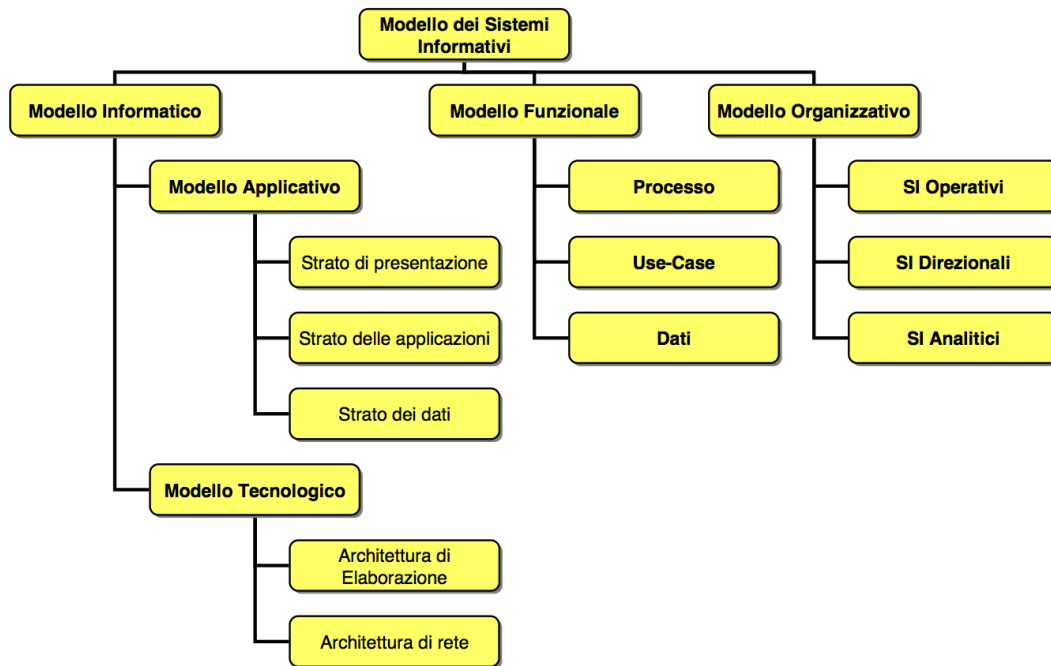 Modello dei Sistemi
Informativi
Modello Informatico
Modello Funzionale
Modello Organizzativo
Modello Applicativo
Processo
SI Operativi
Strato di presentazione
Use-Case
SI Direzionali
Strato delle applicazioni
Dati
SI Analitici
Strato dei dati
Modello Tecnologico
Architettura di
Elaborazione
Architettura di rete